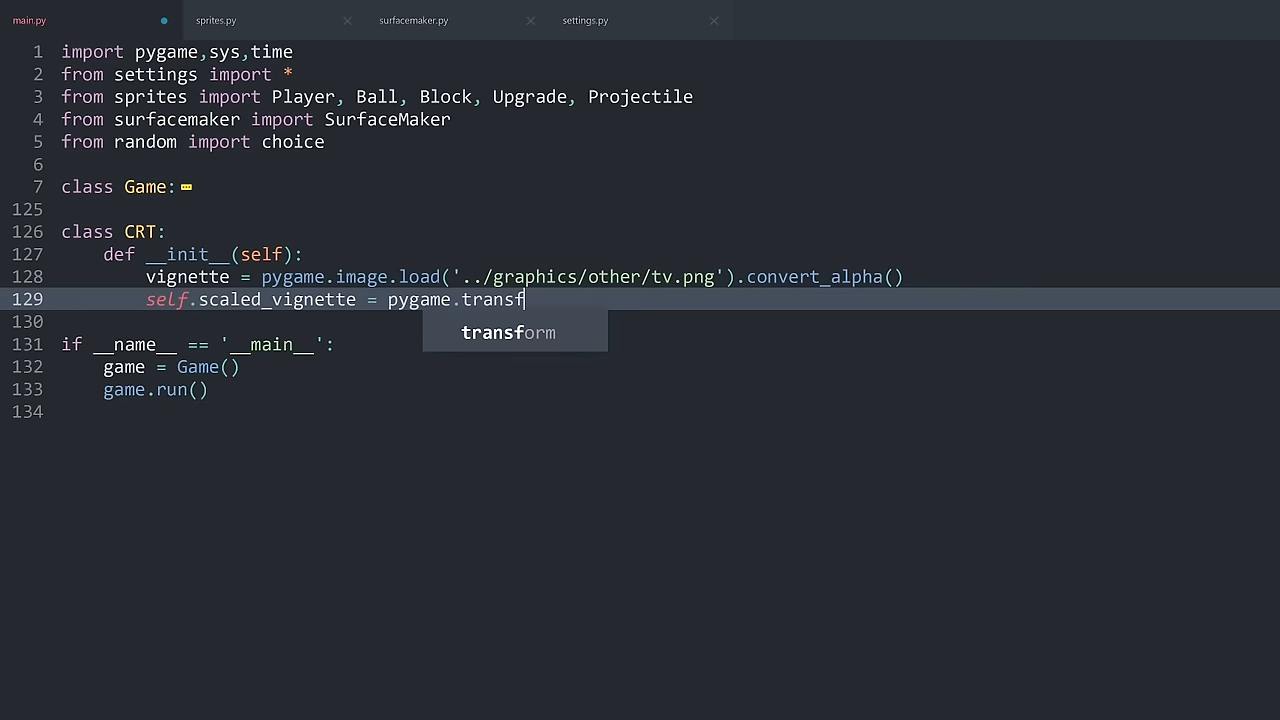 main.py sprites.py surfacemaker.py settings.py
1 import pygame,sys,time
2 from settings import *
3 from sprites import Player, Ball, Block, Upgrade, Projectile
4 from surfacemaker import SurfaceMaker
5 from random import choice
6
7 class Game:
125
126 class CRT:
127 def __init__(self):
128 vignette = pygame.image.load('../graphics/other/tv.png').convert_alpha()
129 self.scaled_vignette = pygame.transf
130
transform
131 if __name__ == '__main__':
132 game = Game()
133 game.run()
134